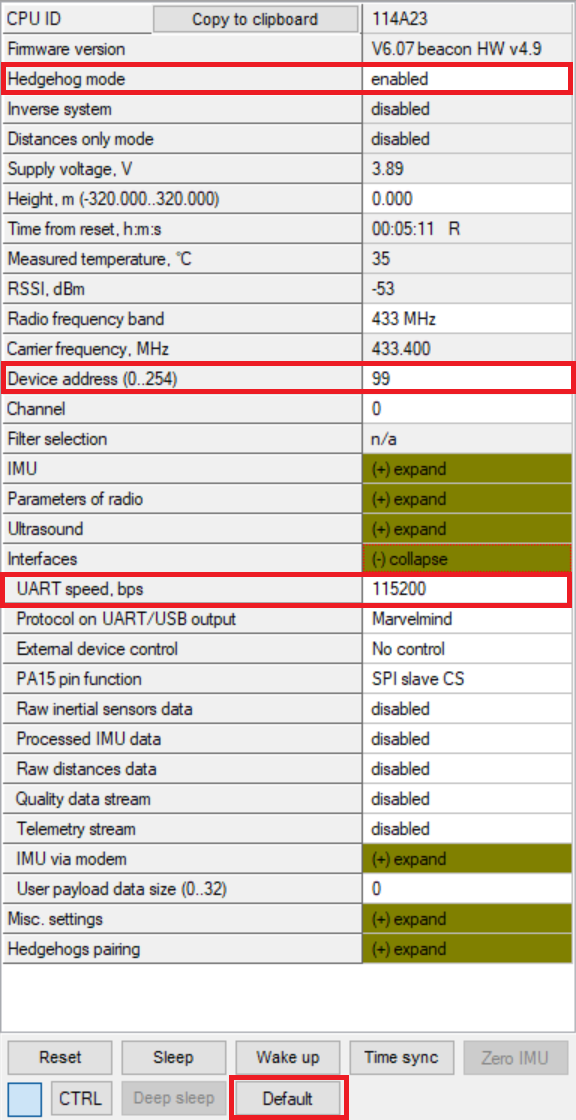 CPU ID Copy to clipboard 114A23
Firmware version V6.07 beacon HW v4.9
Hedgehog mode enabled
Inverse system disabled
Distances only mode disabled
Supply voltage, V 3.89
Height, m (-320.000..320.000) 0.000
Time from reset, h:m:s 00:05:11 R
Measured temperature, °C 35
RSSI, dBm -53
Radio frequency band 433 MHz
Carrier frequency, MHz 433.400
Device address (0..254) 99
Channel 0
Filter selection n/a
IMU (+) expand
Parameters of radio (+) expand
Ultrasound (+) expand
Interfaces (-) collapse
UART speed, bps 115200
Protocol on UART/USB output Marvelmind
External device control No control
PA15 pin function SPI slave CS
Raw inertial sensors data disabled
Processed IMU data disabled
Raw distances data disabled
Quality data stream disabled
Telemetry stream disabled
IMU via modem (+) expand
User payload data size (0..32) 0
Misc. settings (+) expand
Hedgehogs pairing (+) expand
Reset Sleep Wake up Time sync Zero IMU
CTRL Deep sleep Default